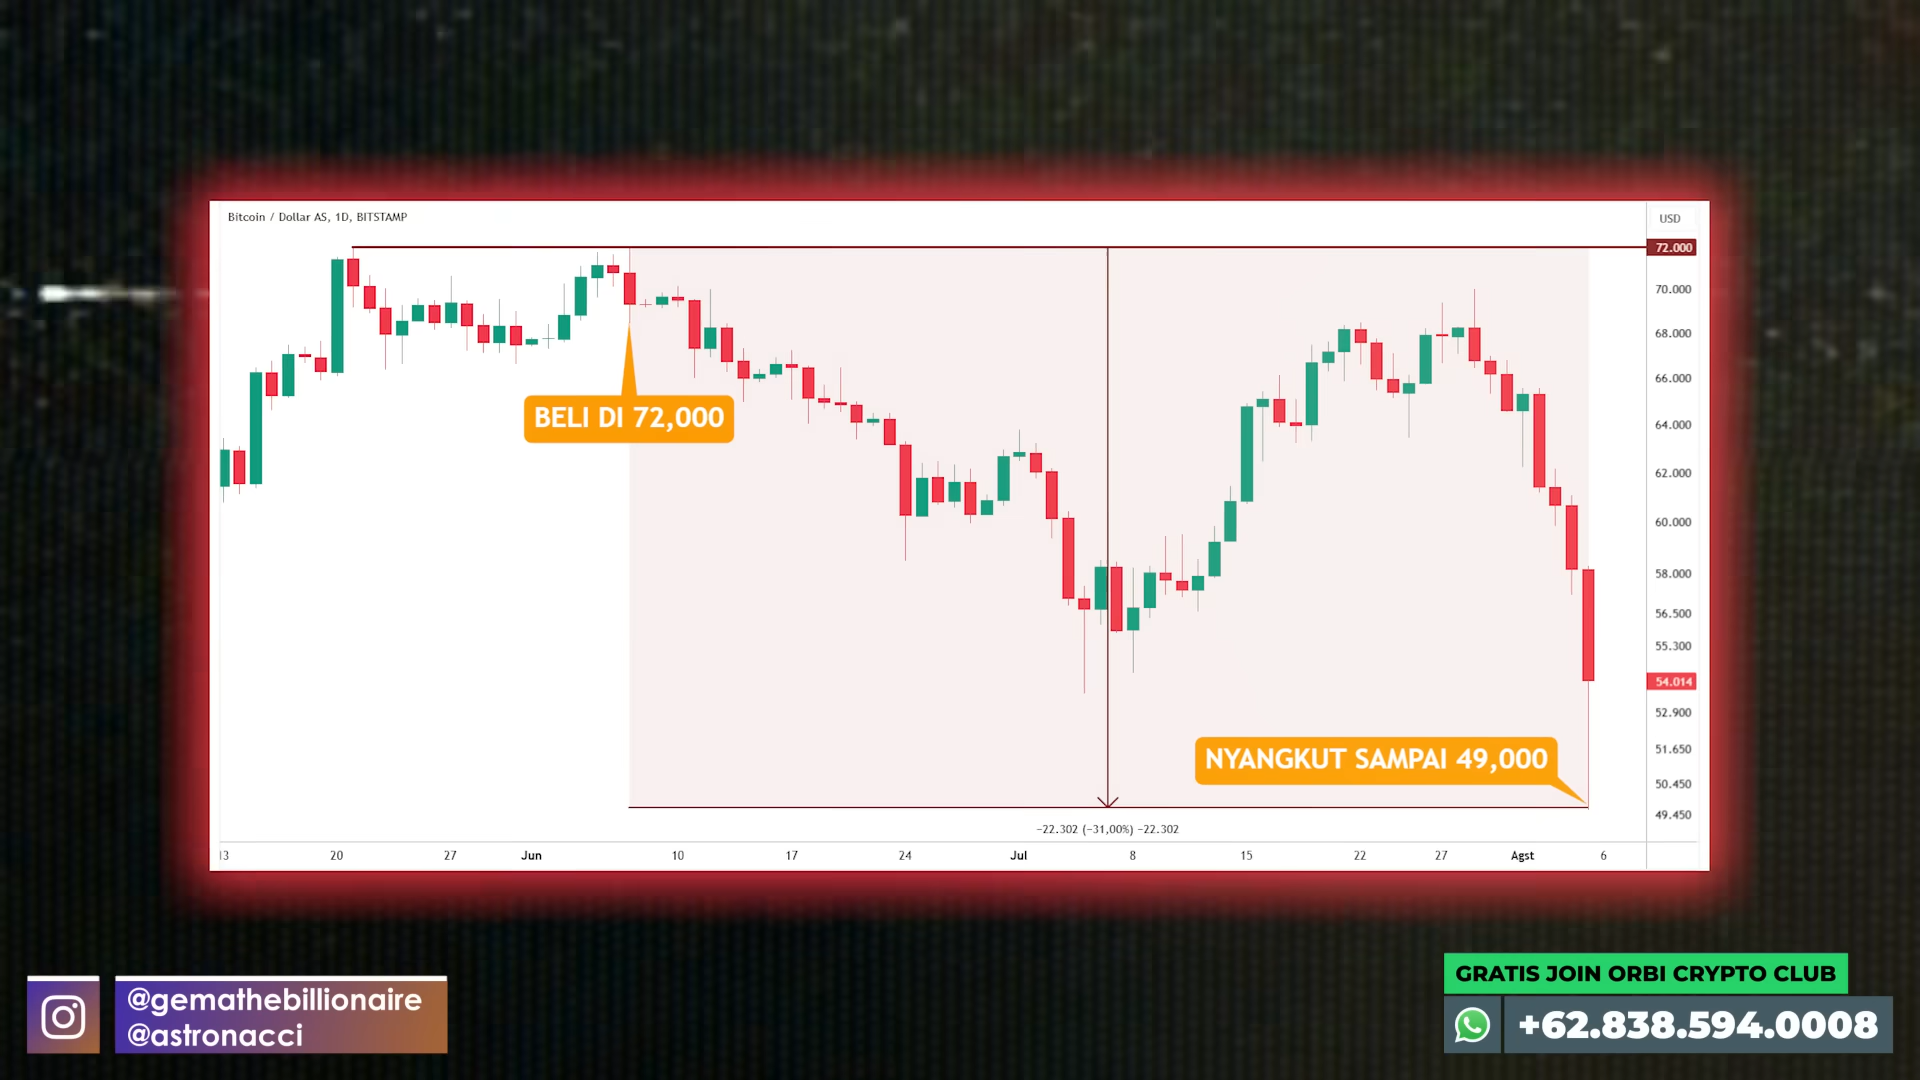 Bitcoin / Dollar AS, 1D, BITSTAMP
USD
72.000
70.000
68.000
66.000
64.000
62.000
60.000
58.000
56.500
55.300
54.014
52.900
51.650
50.450
49.450
BELI DI 72,000
NYANGKUT SAMPAI 49,000
−22.302 (−31,00%) −22.302
13 20 27 Jun 10 17 24 Jul 8 15 22 27 Agst 6
@gemathebillionaire
@astronacci
GRATIS JOIN ORBI CRYPTO CLUB
+62.838.594.0008